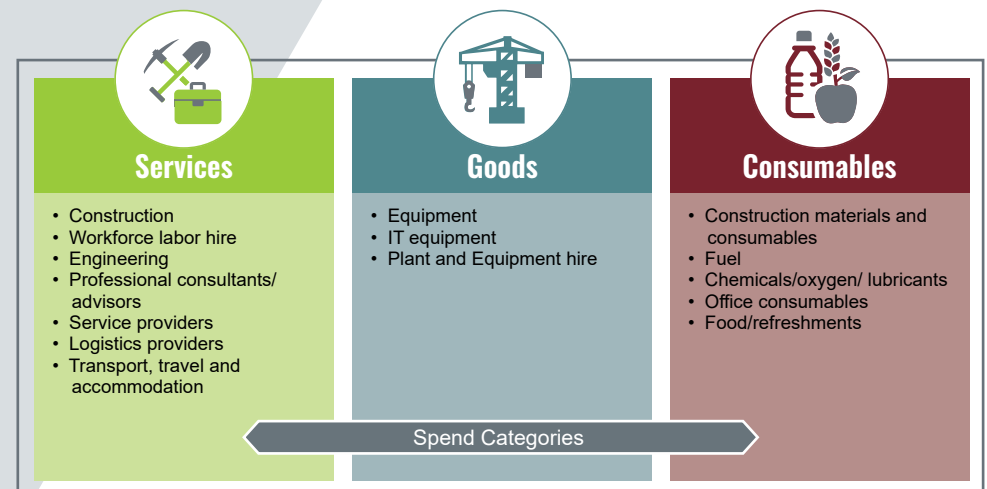 Services
• Construction
• Workforce labor hire
• Engineering
• Professional consultants/
advisors
• Service providers
• Logistics providers
• Transport, travel and
accommodation
Goods
• Equipment
• IT equipment
• Plant and Equipment hire
Consumables
• Construction materials and
consumables
• Fuel
• Chemicals/oxygen/ lubricants
• Office consumables
• Food/refreshments
Spend Categories